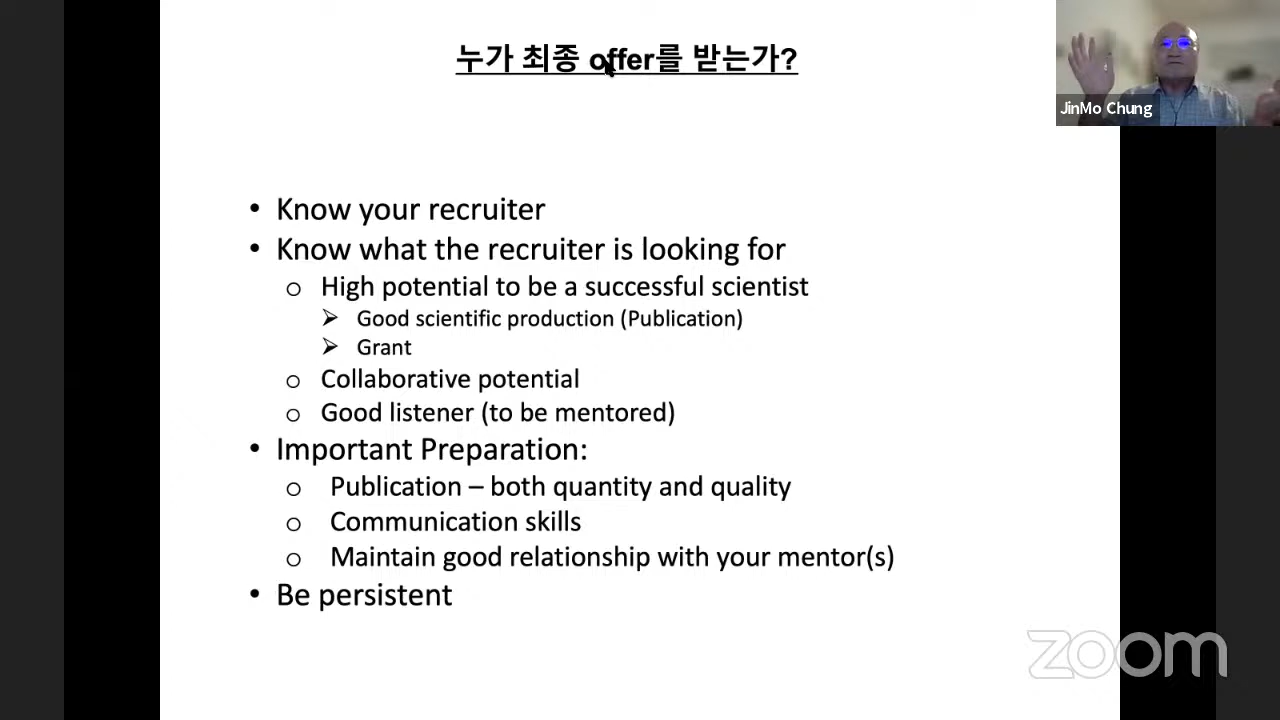 누가 최종 offer를 받는가?
JinMo Chung
• Know your recruiter
• Know what the recruiter is looking for
o High potential to be a successful scientist
➢ Good scientific production (Publication)
➢ Grant
o Collaborative potential
o Good listener (to be mentored)
• Important Preparation:
o Publication – both quantity and quality
o Communication skills
o Maintain good relationship with your mentor(s)
• Be persistent
zoom